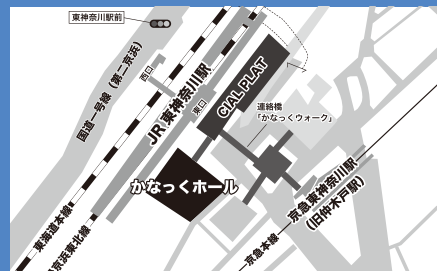 東神奈川駅前
国道一号線(第二京浜)
西口
JR 東神奈川駅
東口
CIAL PLAT
連絡橋
「かなっくウォーク」
かなっくホール
京急東神奈川駅
(旧仲木戸駅)
東海道本線
京浜東北線
京急本線